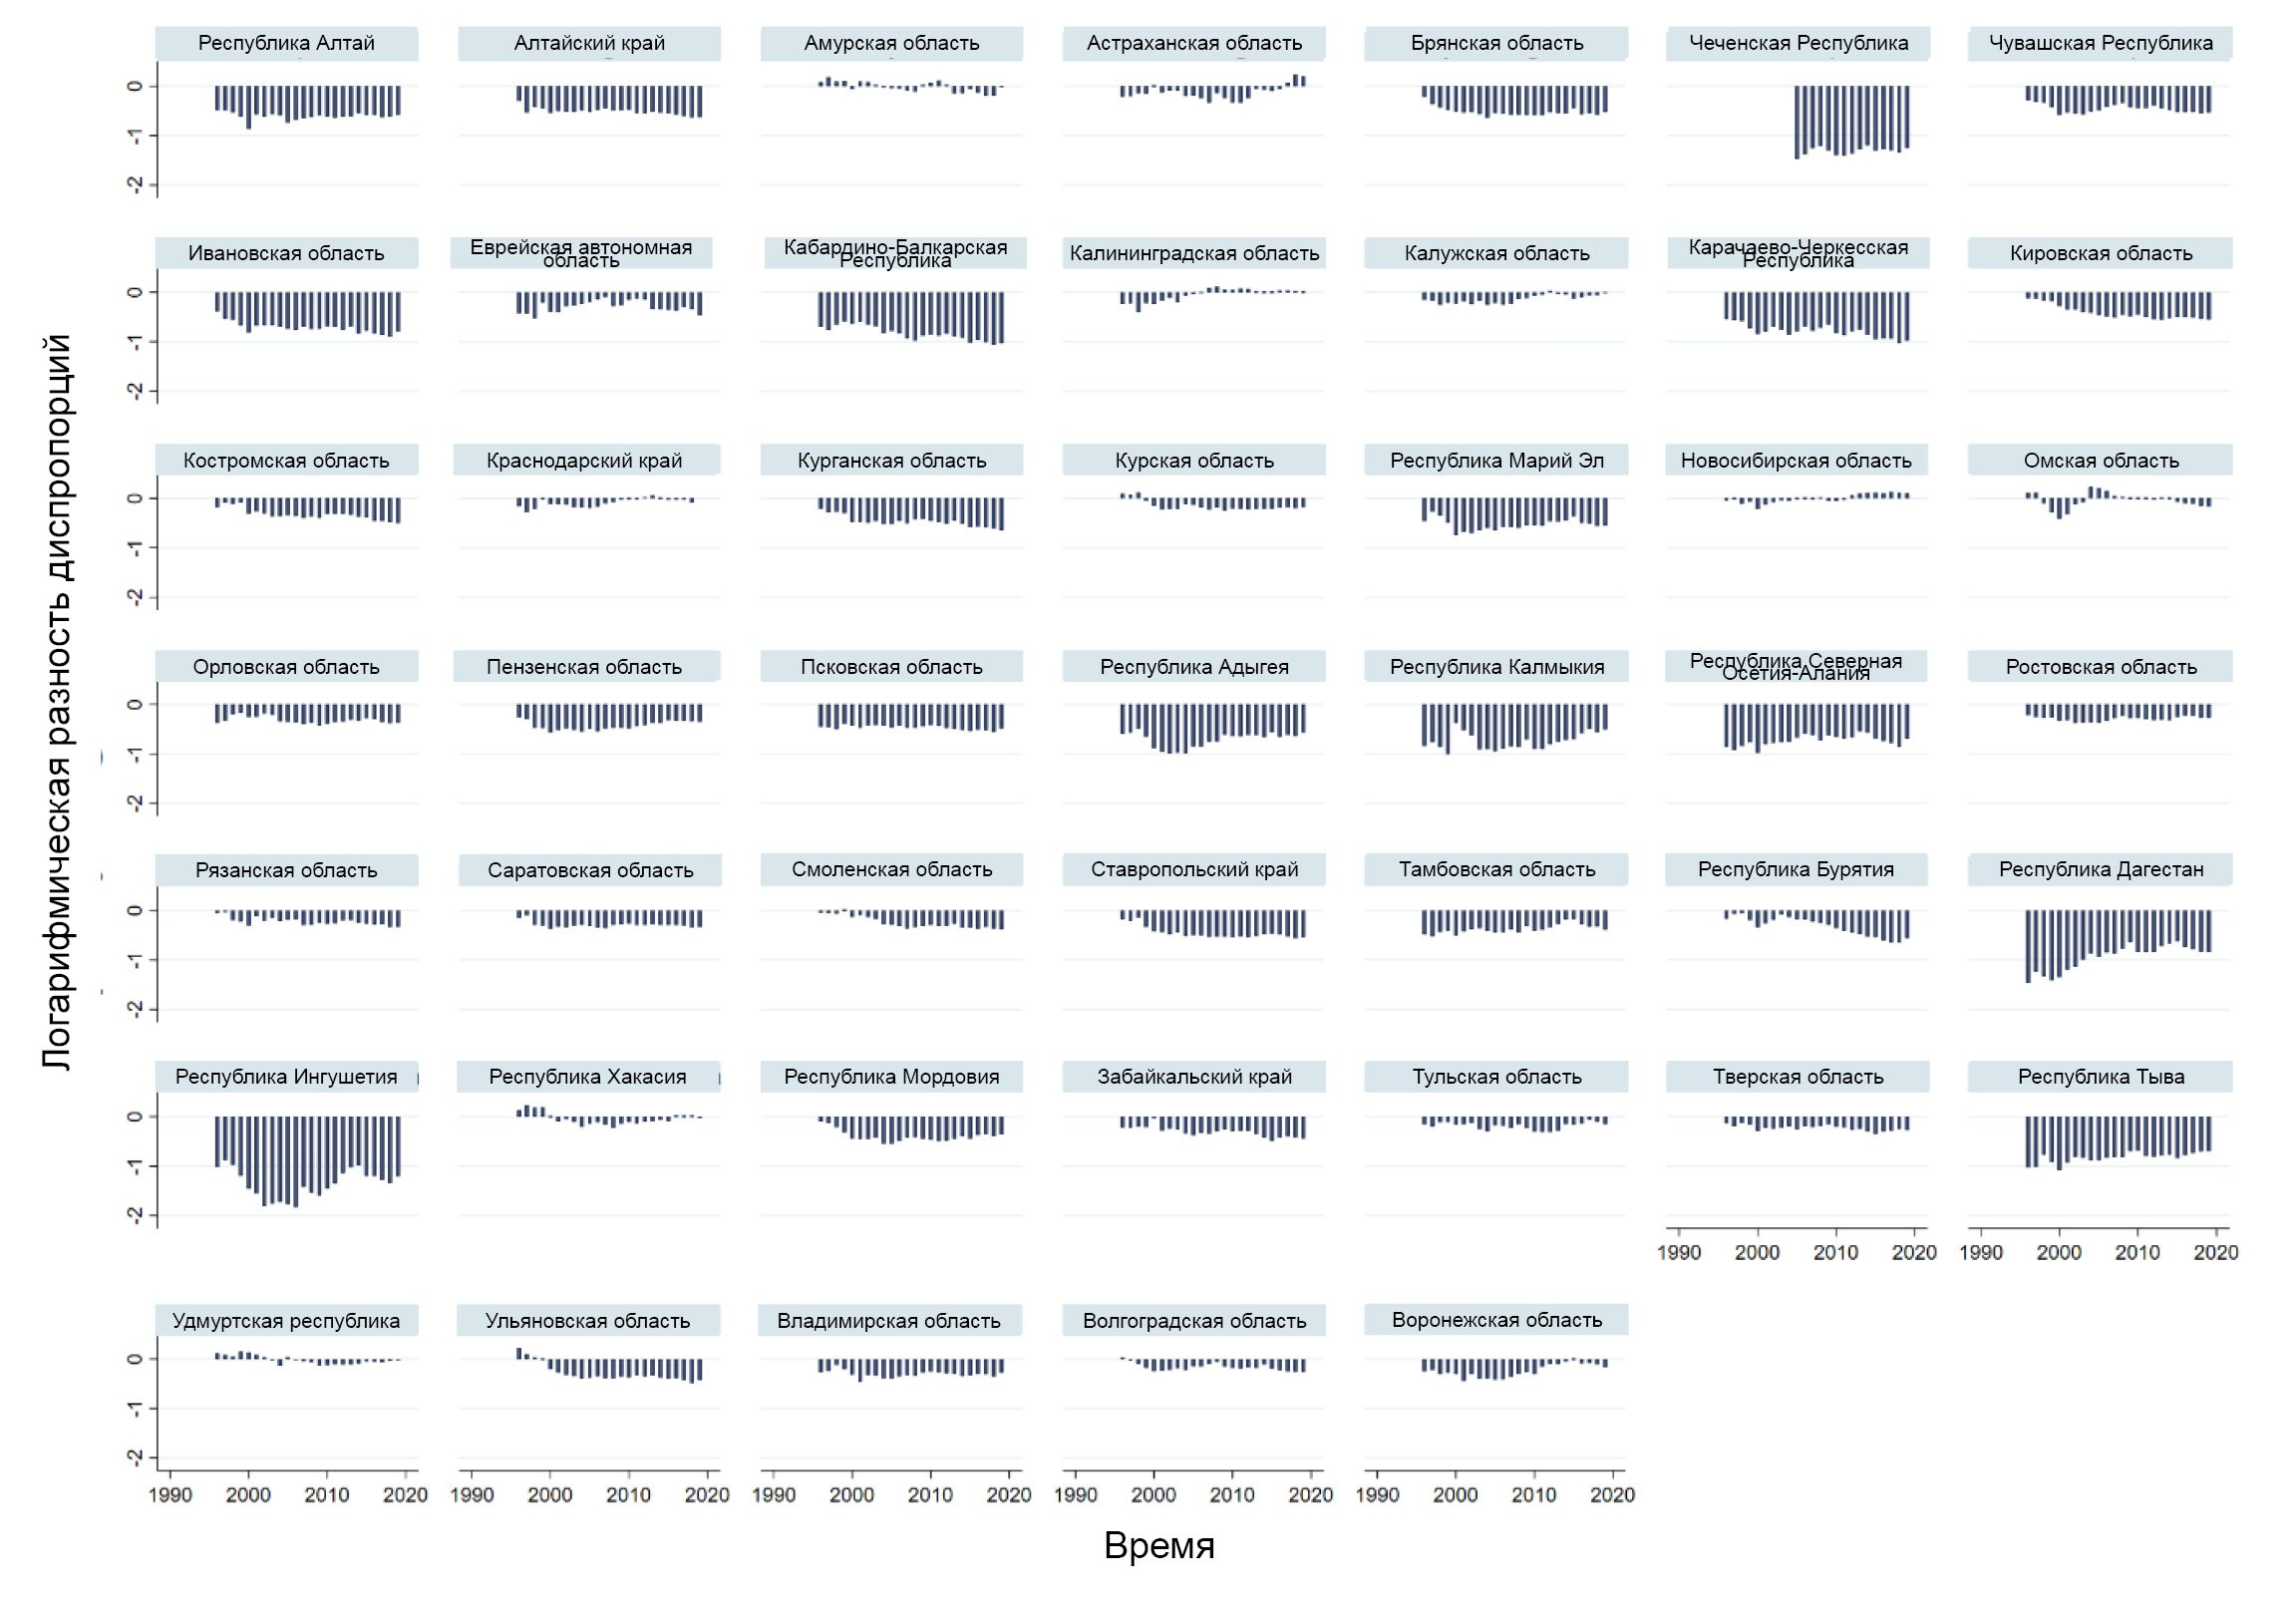 Логарифмическая разность диспропорций
Республика Алтай
Алтайский край
Амурская область
Астраханская область
Брянская область
Чеченская Республика
Чувашская Республика
0
-1
-2
Ивановская область
Еврейская автономная
область
Кабардино-Балкарская
Республика
Калининградская область
Калужская область
Карачаево-Черкесская
Республика
Кировская область
0
-1
-2
Костромская область
Краснодарский край
Курганская область
Курская область
Республика Марий Эл
Новосибирская область
Омская область
0
-1
-2
Орловская область
Пензенская область
Псковская область
Республика Адыгея
Республика Калмыкия
Республика Северная
Осетия-Алания
Ростовская область
0
-1
-2
Рязанская область
Саратовская область
Смоленская область
Ставропольский край
Тамбовская область
Республика Бурятия
Республика Дагестан
0
-1
-2
Республика Ингушетия
Республика Хакасия
Республика Мордовия
Забайкальский край
Тульская область
Тверская область
Республика Тыва
0
-1
-2
1990 2000 2010 2020
1990 2000 2010 2020
Удмуртская республика
Ульяновская область
Владимирская область
Волгоградская область
Воронежская область
0
-1
-2
1990 2000 2010 2020
1990 2000 2010 2020
1990 2000 2010 2020
1990 2000 2010 2020
1990 2000 2010 2020
Время